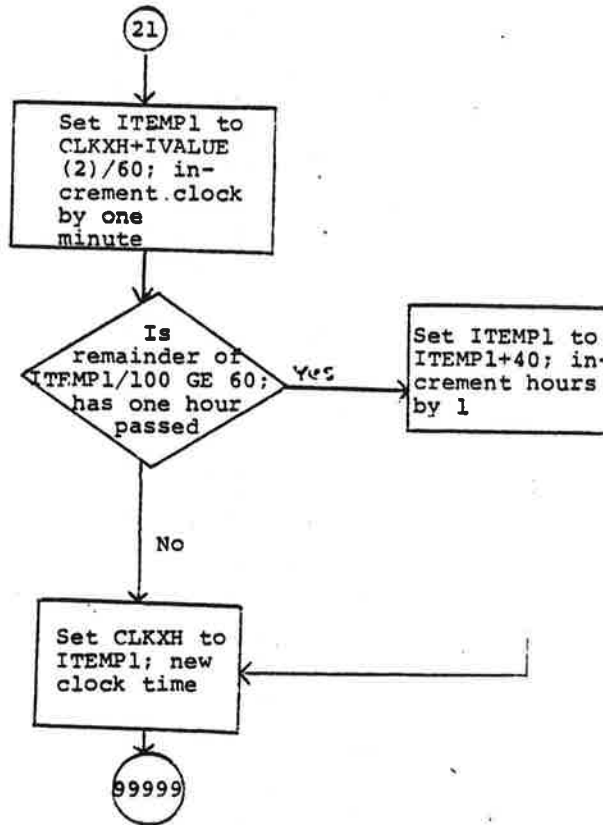 21
Set ITEMP1 to
CLKXH+IVALUE
(2)/60; in-
crement.clock
by one
minute
Is
remainder of
ITEMP1/100 GE 60;
has one hour
passed
Yes
Set ITEMP1 to
ITEMP1+40; in-
crement hours
by 1
No
Set CLKXH to
ITEMP1; new
clock time
99999